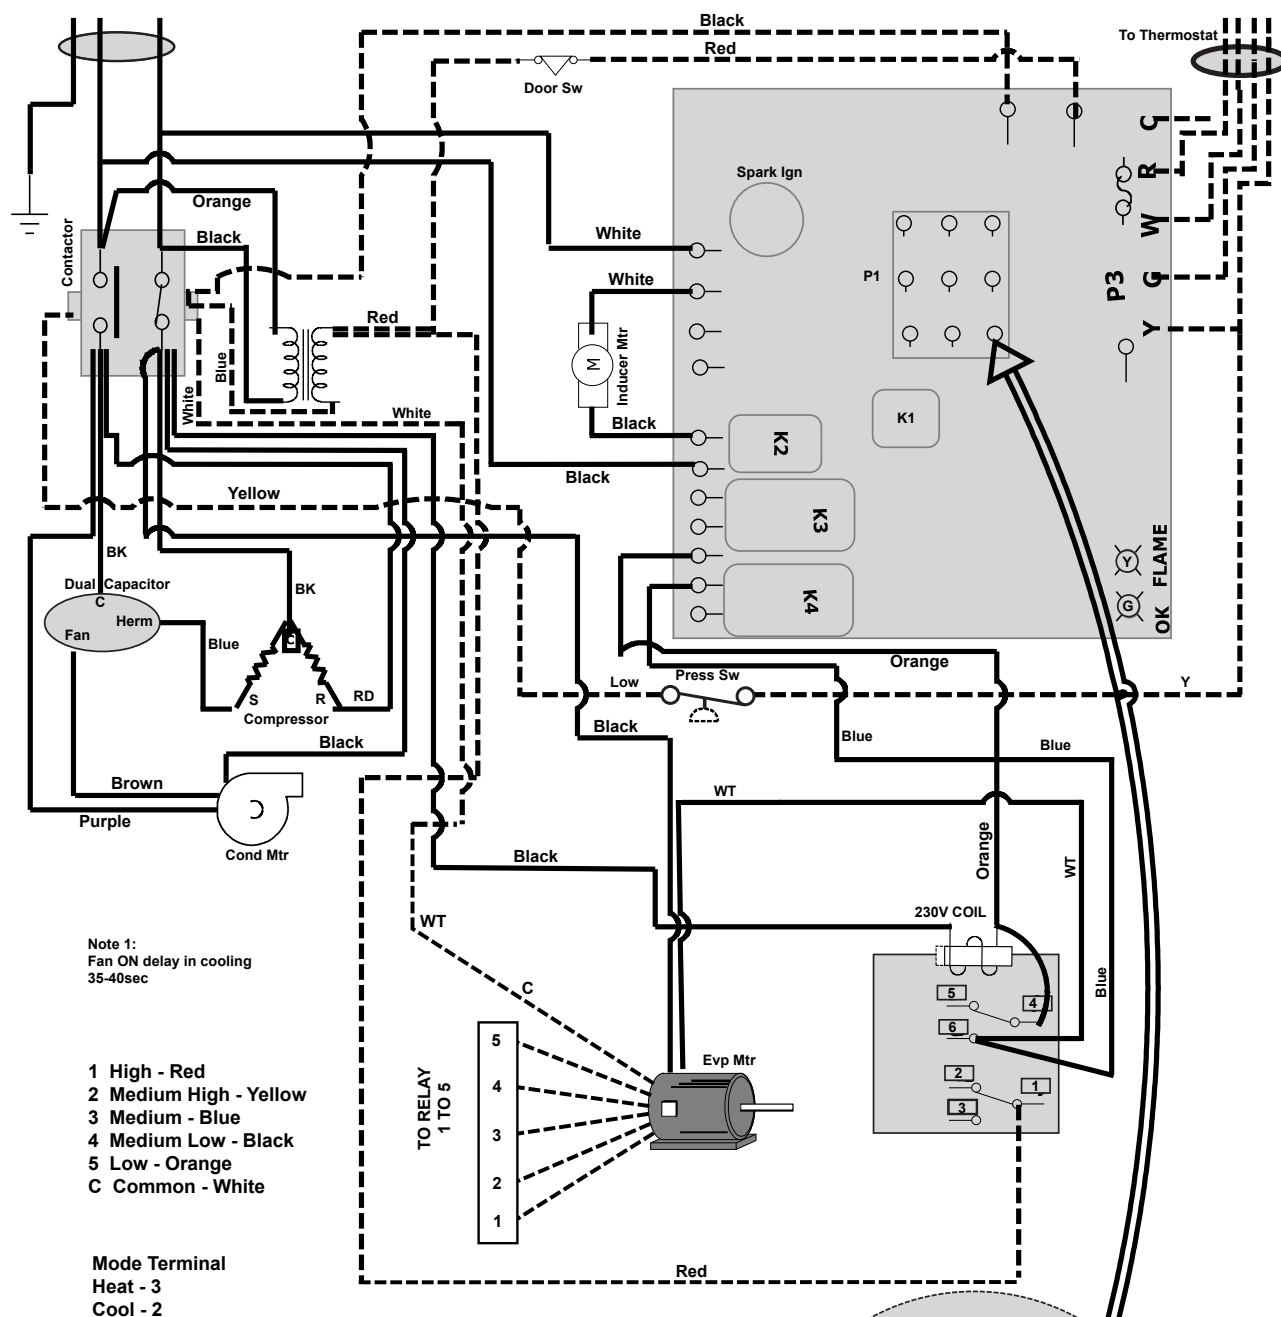 Black
To Thermostat
Red
Door Sw
C
Spark Ign
R
Orange
W
Contactor
Black
White
P1
White
P3
G
Red
Y
Blue
M
Inducer Mtr
White
White
Black
K2
K1
Black
Yellow
K3
BK
FLAME
Y
Dual Capacitor
C
BK
K4
G
OK
Herm
Fan
Blue
C
Orange
Low
Press Sw
Y
S
R
RD
Compressor
Black
Black
Blue
Blue
Brown
WT
Purple
Cond Mtr
Black
Orange
WT
230V COIL
WT
Note 1:
Fan ON delay in cooling
35-40sec
Blue
C
5
4
6
5
Evp Mtr
1 High - Red
2 Medium High - Yellow
3 Medium - Blue
4 Medium Low - Black
5 Low - Orange
C Common - White
TO RELAY
1 TO 5
4
3
2
1
2
1
3
Mode Terminal
Heat - 3
Cool - 2
Red